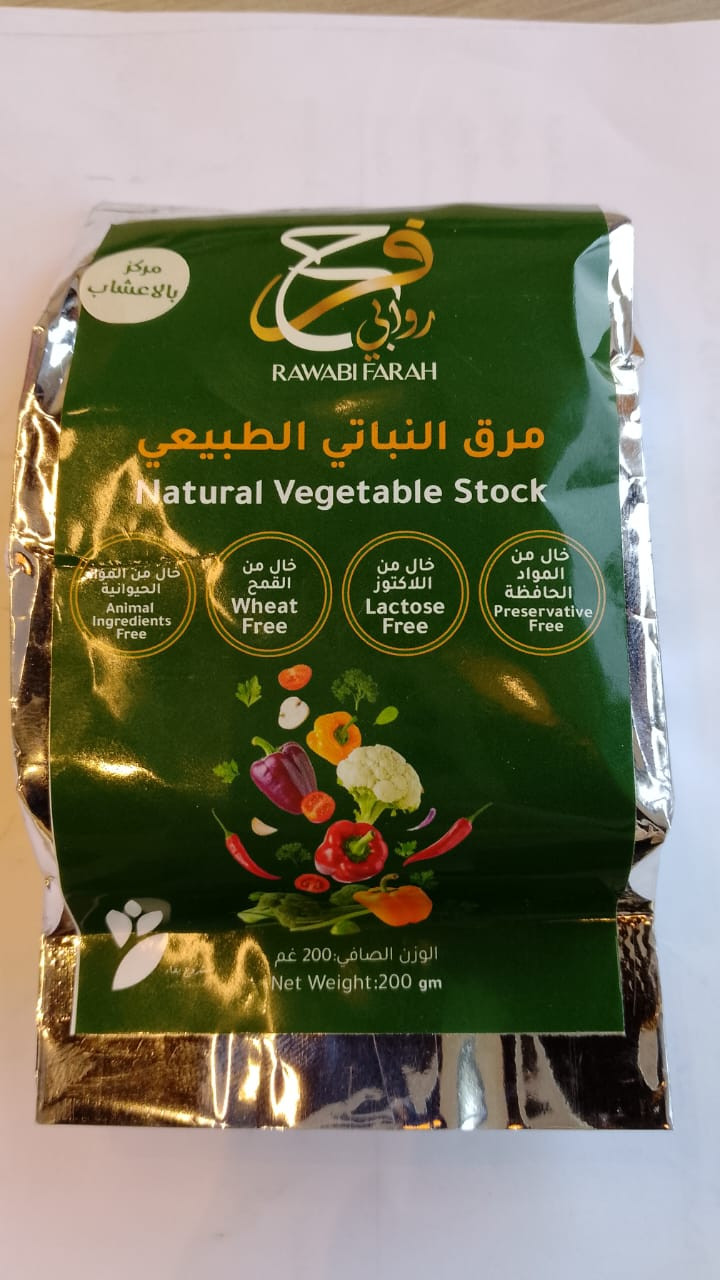 مركز
بالاعشاب
فرح
روابي
RAWABI FARAH
مرق النباتي الطبيعي
Natural Vegetable Stock
خال من المواد
الحيوانية
Animal
Ingredients
Free
خال من
القمح
Wheat
Free
خال من
اللاكتوز
Lactose
Free
خال من
المواد
الحافظة
Preservative
Free
الوزن الصافي:200 غم
Net Weight:200 gm